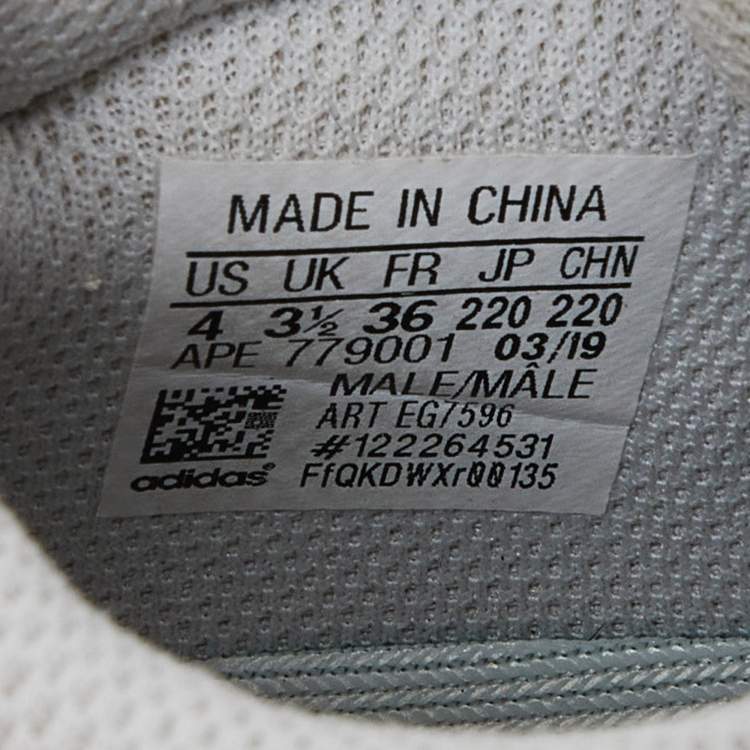 MADE IN CHINA
US UK FR JP CHN
4 3½ 36 220 220
APE 779001 03/19
MALE/MÂLE
ART EG7596
#122264531
adidas® FfQKDWXr00135